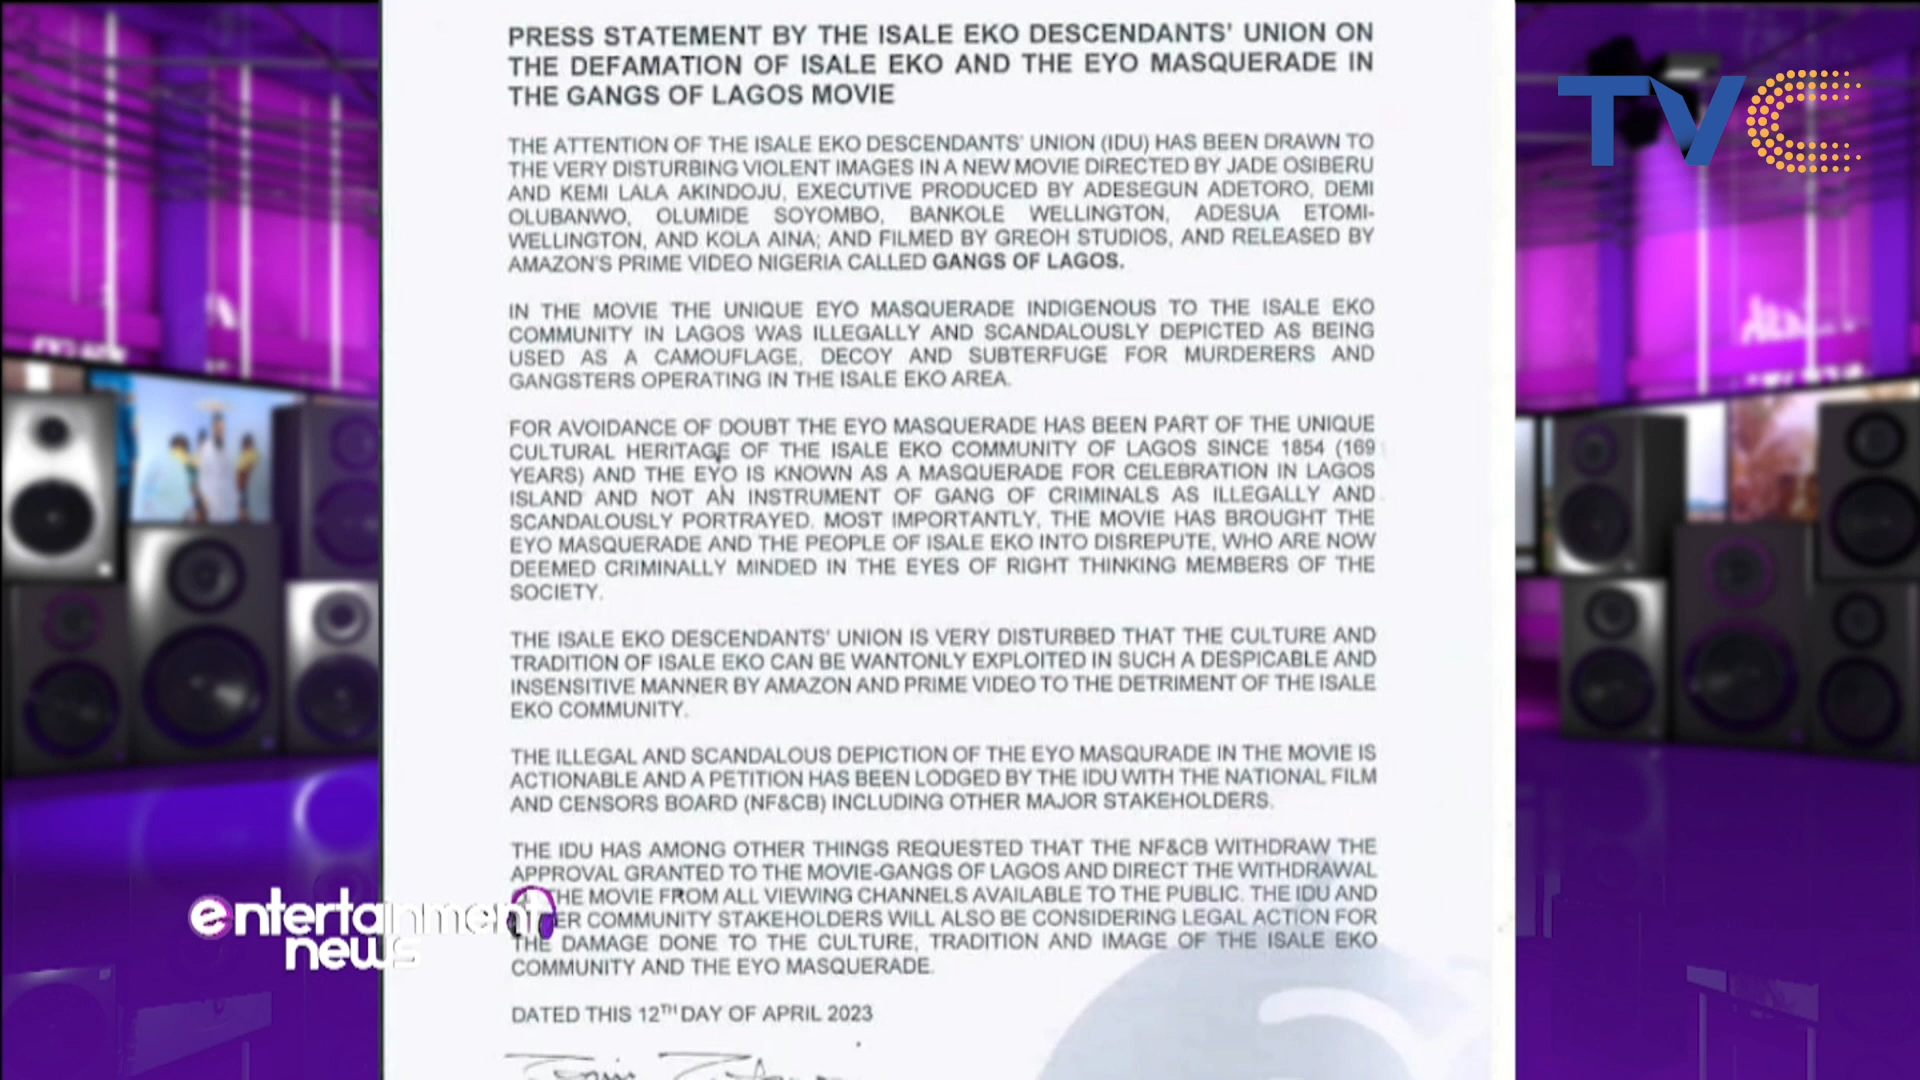 PRESS STATEMENT BY THE ISALE EKO DESCENDANTS' UNION ON
THE DEFAMATION OF ISALE EKO AND THE EYO MASQUERADE IN
THE GANGS OF LAGOS MOVIE
TVC
THE ATTENTION OF THE ISALE EKO DESCENDANTS' UNION (IDU) HAS BEEN DRAWN TO
THE VERY DISTURBING VIOLENT IMAGES IN A NEW MOVIE DIRECTED BY JADE OSIBERU
AND KEMI LALA AKINDOJU, EXECUTIVE PRODUCED BY ADESEGUN ADETORO, DEMI
OLUBANWO, OLUMIDE SOYOMBO, BANKOLE WELLINGTON, ADESUA ETOMI-
WELLINGTON, AND KOLA AINA; AND FILMED BY GREOH STUDIOS, AND RELEASED BY
AMAZON'S PRIME VIDEO NIGERIA CALLED GANGS OF LAGOS.
IN THE MOVIE THE UNIQUE EYO MASQUERADE INDIGENOUS TO THE ISALE EKO
COMMUNITY IN LAGOS WAS ILLEGALLY AND SCANDALOUSLY DEPICTED AS BEING
USED AS A CAMOUFLAGE, DECOY AND SUBTERFUGE FOR MURDERERS AND
GANGSTERS OPERATING IN THE ISALE EKO AREA.
FOR AVOIDANCE OF DOUBT THE EYO MASQUERADE HAS BEEN PART OF THE UNIQUE
CULTURAL HERITAGE OF THE ISALE EKO COMMUNITY OF LAGOS SINCE 1854 (169
YEARS) AND THE EYO IS KNOWN AS A MASQUERADE FOR CELEBRATION IN LAGOS
ISLAND AND NOT AN INSTRUMENT OF GANG OF CRIMINALS AS ILLEGALLY AND
SCANDALOUSLY PORTRAYED. MOST IMPORTANTLY, THE MOVIE HAS BROUGHT THE
EYO MASQUERADE AND THE PEOPLE OF ISALE EKO INTO DISREPUTE, WHO ARE NOW
DEEMED CRIMINALLY MINDED IN THE EYES OF RIGHT THINKING MEMBERS OF THE
SOCIETY.
THE ISALE EKO DESCENDANTS' UNION IS VERY DISTURBED THAT THE CULTURE AND
TRADITION OF ISALE EKO CAN BE WANTONLY EXPLOITED IN SUCH A DESPICABLE AND
INSENSITIVE MANNER BY AMAZON AND PRIME VIDEO TO THE DETRIMENT OF THE ISALE
EKO COMMUNITY.
THE ILLEGAL AND SCANDALOUS DEPICTION OF THE EYO MASQURADE IN THE MOVIE IS
ACTIONABLE AND A PETITION HAS BEEN LODGED BY THE IDU WITH THE NATIONAL FILM
AND CENSORS BOARD (NF&CB) INCLUDING OTHER MAJOR STAKEHOLDERS.
THE IDU HAS AMONG OTHER THINGS REQUESTED THAT THE NF&CB WITHDRAW THE
APPROVAL GRANTED TO THE MOVIE-GANGS OF LAGOS AND DIRECT THE WITHDRAWAL
THE MOVIE FROM ALL VIEWING CHANNELS AVAILABLE TO THE PUBLIC. THE IDU AND
COMMUNITY STAKEHOLDERS WILL ALSO BE CONSIDERING LEGAL ACTION FOR
THE DAMAGE DONE TO THE CULTURE, TRADITION AND IMAGE OF THE ISALE EKO
COMMUNITY AND THE EYO MASQUERADE.
DATED THIS 12TH DAY OF APRIL 2023
entertainment
news